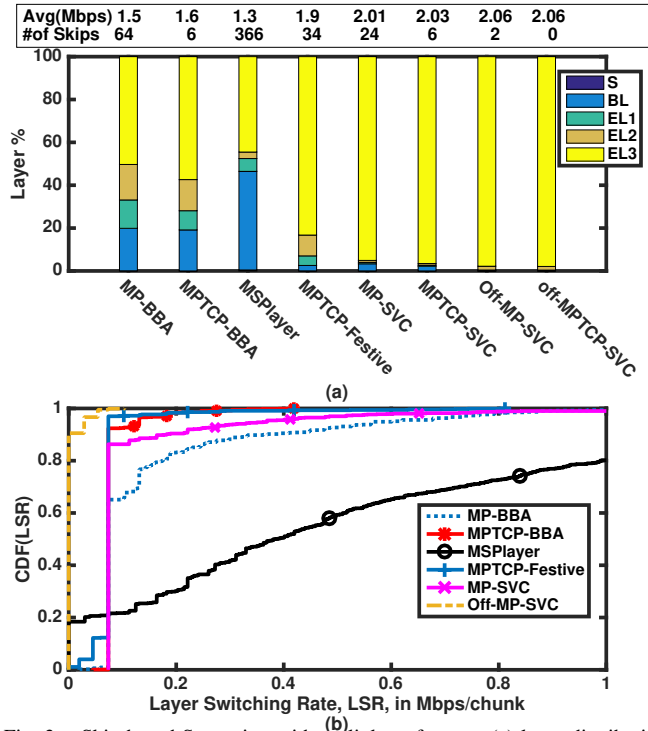 Avg(Mbps) 1.5 1.6 1.3 1.9 2.01 2.03 2.06 2.06
#of Skips 64 6 366 34 24 6 2 0
100
80
60
40
20
0
Layer %
S
BL
EL1
EL2
EL3
MP-BBA
MPTCP-BBA
MSPlayer
MPTCP-Festive
MP-SVC
MPTCP-SVC
Off-MP-SVC
off-MPTCP-SVC
(a)
1
0.8
0.6
0.4
0.2
0
CDF(LSR)
MP-BBA
MPTCP-BBA
MSPlayer
MPTCP-Festive
MP-SVC
Off-MP-SVC
0 0.2 0.4 0.6 0.8 1
Layer Switching Rate, LSR, in Mbps/chunk
(b)